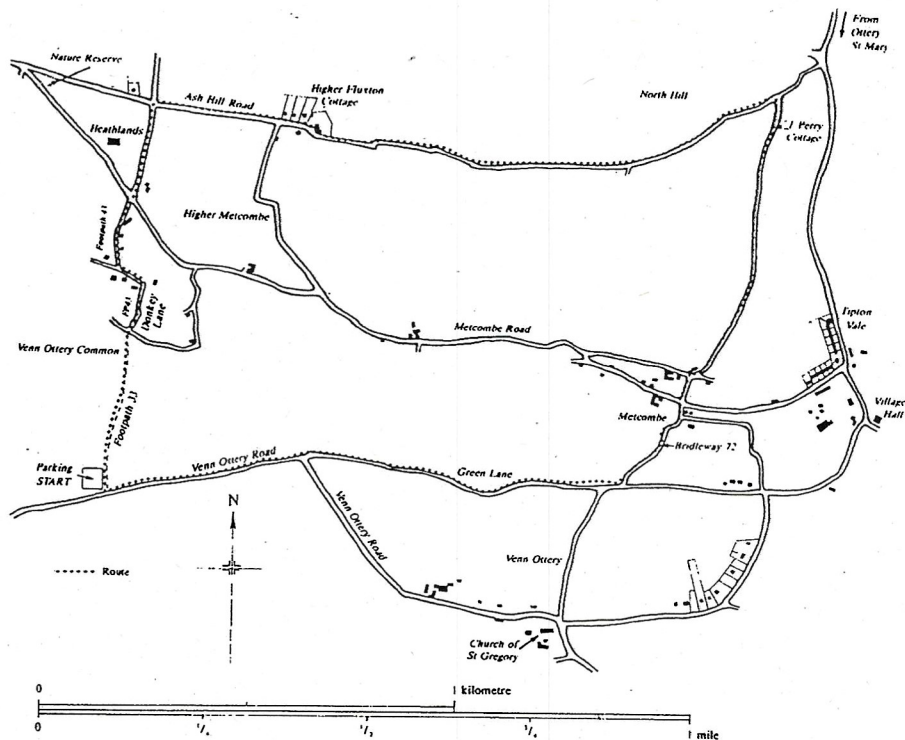 From
Ottery
St Mary
Nature Reserve
Ash Hill Road
Higher Fluxton
Cottage
North Hill
Heathlands
Perry
Cottage
Footpath 41
Higher Metcombe
FP41
Donkey
Lane
Metcombe Road
Tipton
Vale
Venn Ottery Common
Footpath 33
Metcombe
Village
Hall
Bridleway 72
Parking
START
Venn Ottery Road
Green Lane
N
Venn Ottery Road
Venn Ottery
Route
Church of
St Gregory
0
1 kilometre
0
1/4
1/2
3/4
1 mile